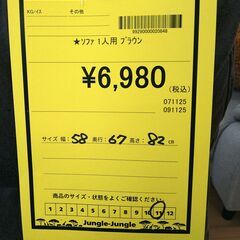 KG/イス その他
99290000020848
★ソファ 1人用 ブラウン
¥6,980
(税込)
071125
091125
サイズ 幅: 58 奥行: 67 高さ: 82 cm
商品のサイズ・状態をよくご確認ください
1 2 3 4 5 6 7 8 9 10 11 12
Jungle-Jungle